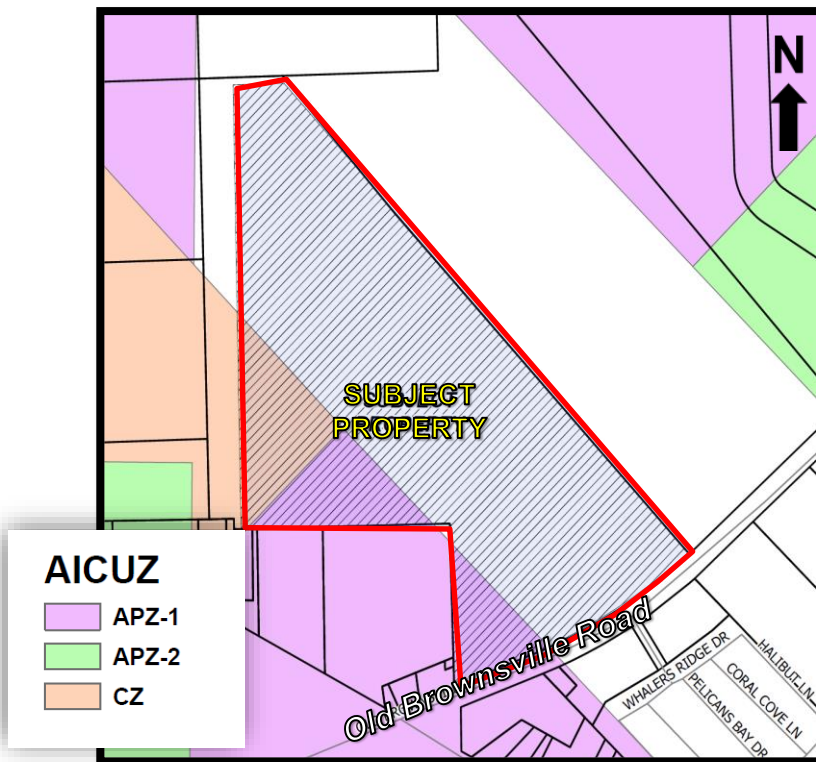 N
SUBJECT
PROPERTY
AICUZ
APZ-1
APZ-2
CZ
Old Brownsville Road
WHALERS RIDGE DR
HALIBUT LN
CORAL COVE LN
PELICANS BAY DR